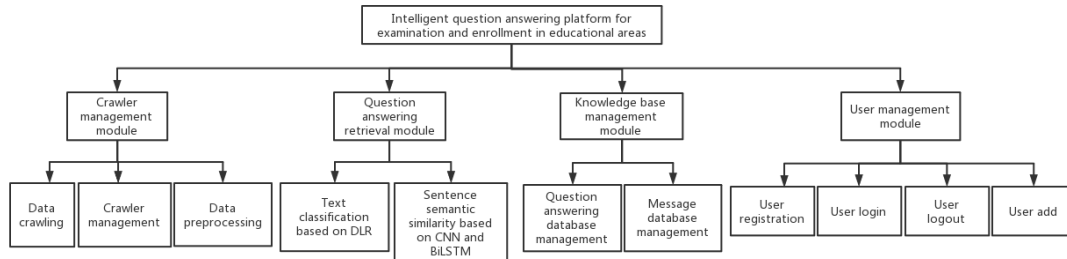 Intelligent question answering platform for
examination and enrollment in educational areas
Crawler
management
module
Question
answering
retrieval module
Knowledge base
management
module
User management
module
Data
crawling
Crawler
management
Data
preprocessing
Text
classification
based on DLR
Sentence
semantic
similarity based
on CNN and
BiLSTM
Question
answering
database
management
Message
database
management
User
registration
User login
User
logout
User add